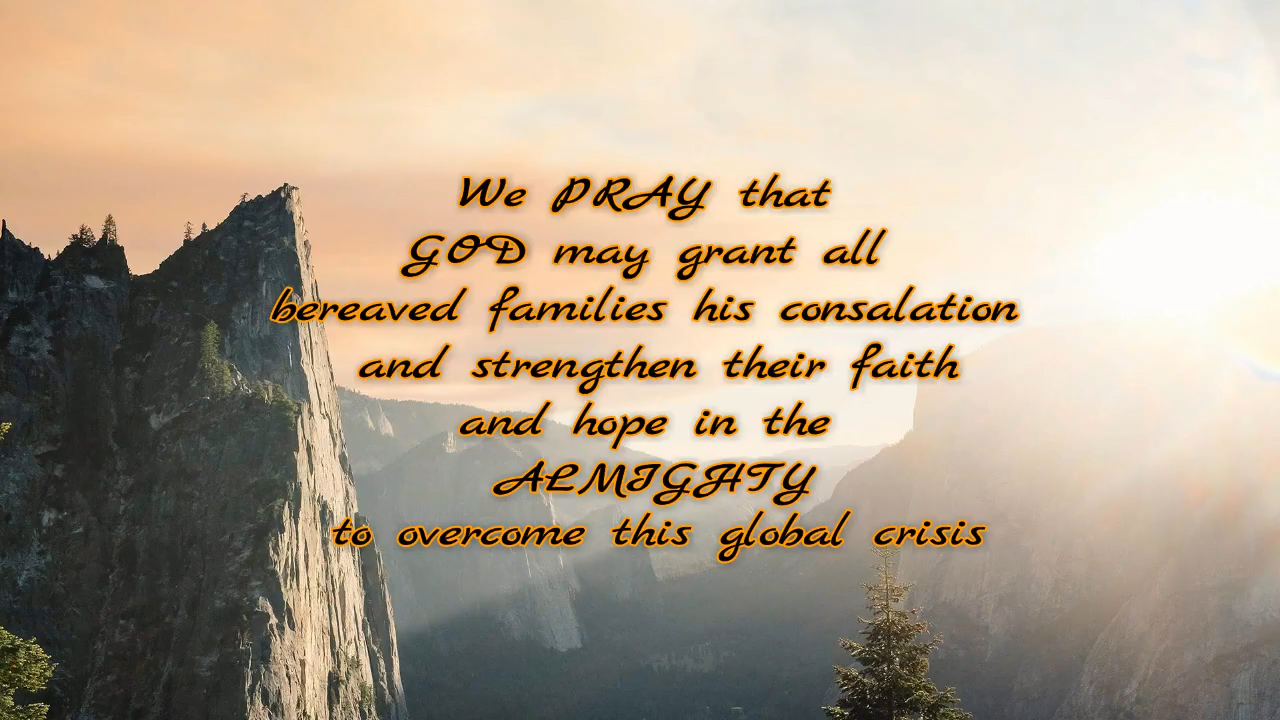 We PRAY that
GOD may grant all
bereaved families his consalation
and strengthen their faith
and hope in the
ALMIGHTY
to overcome this global crisis